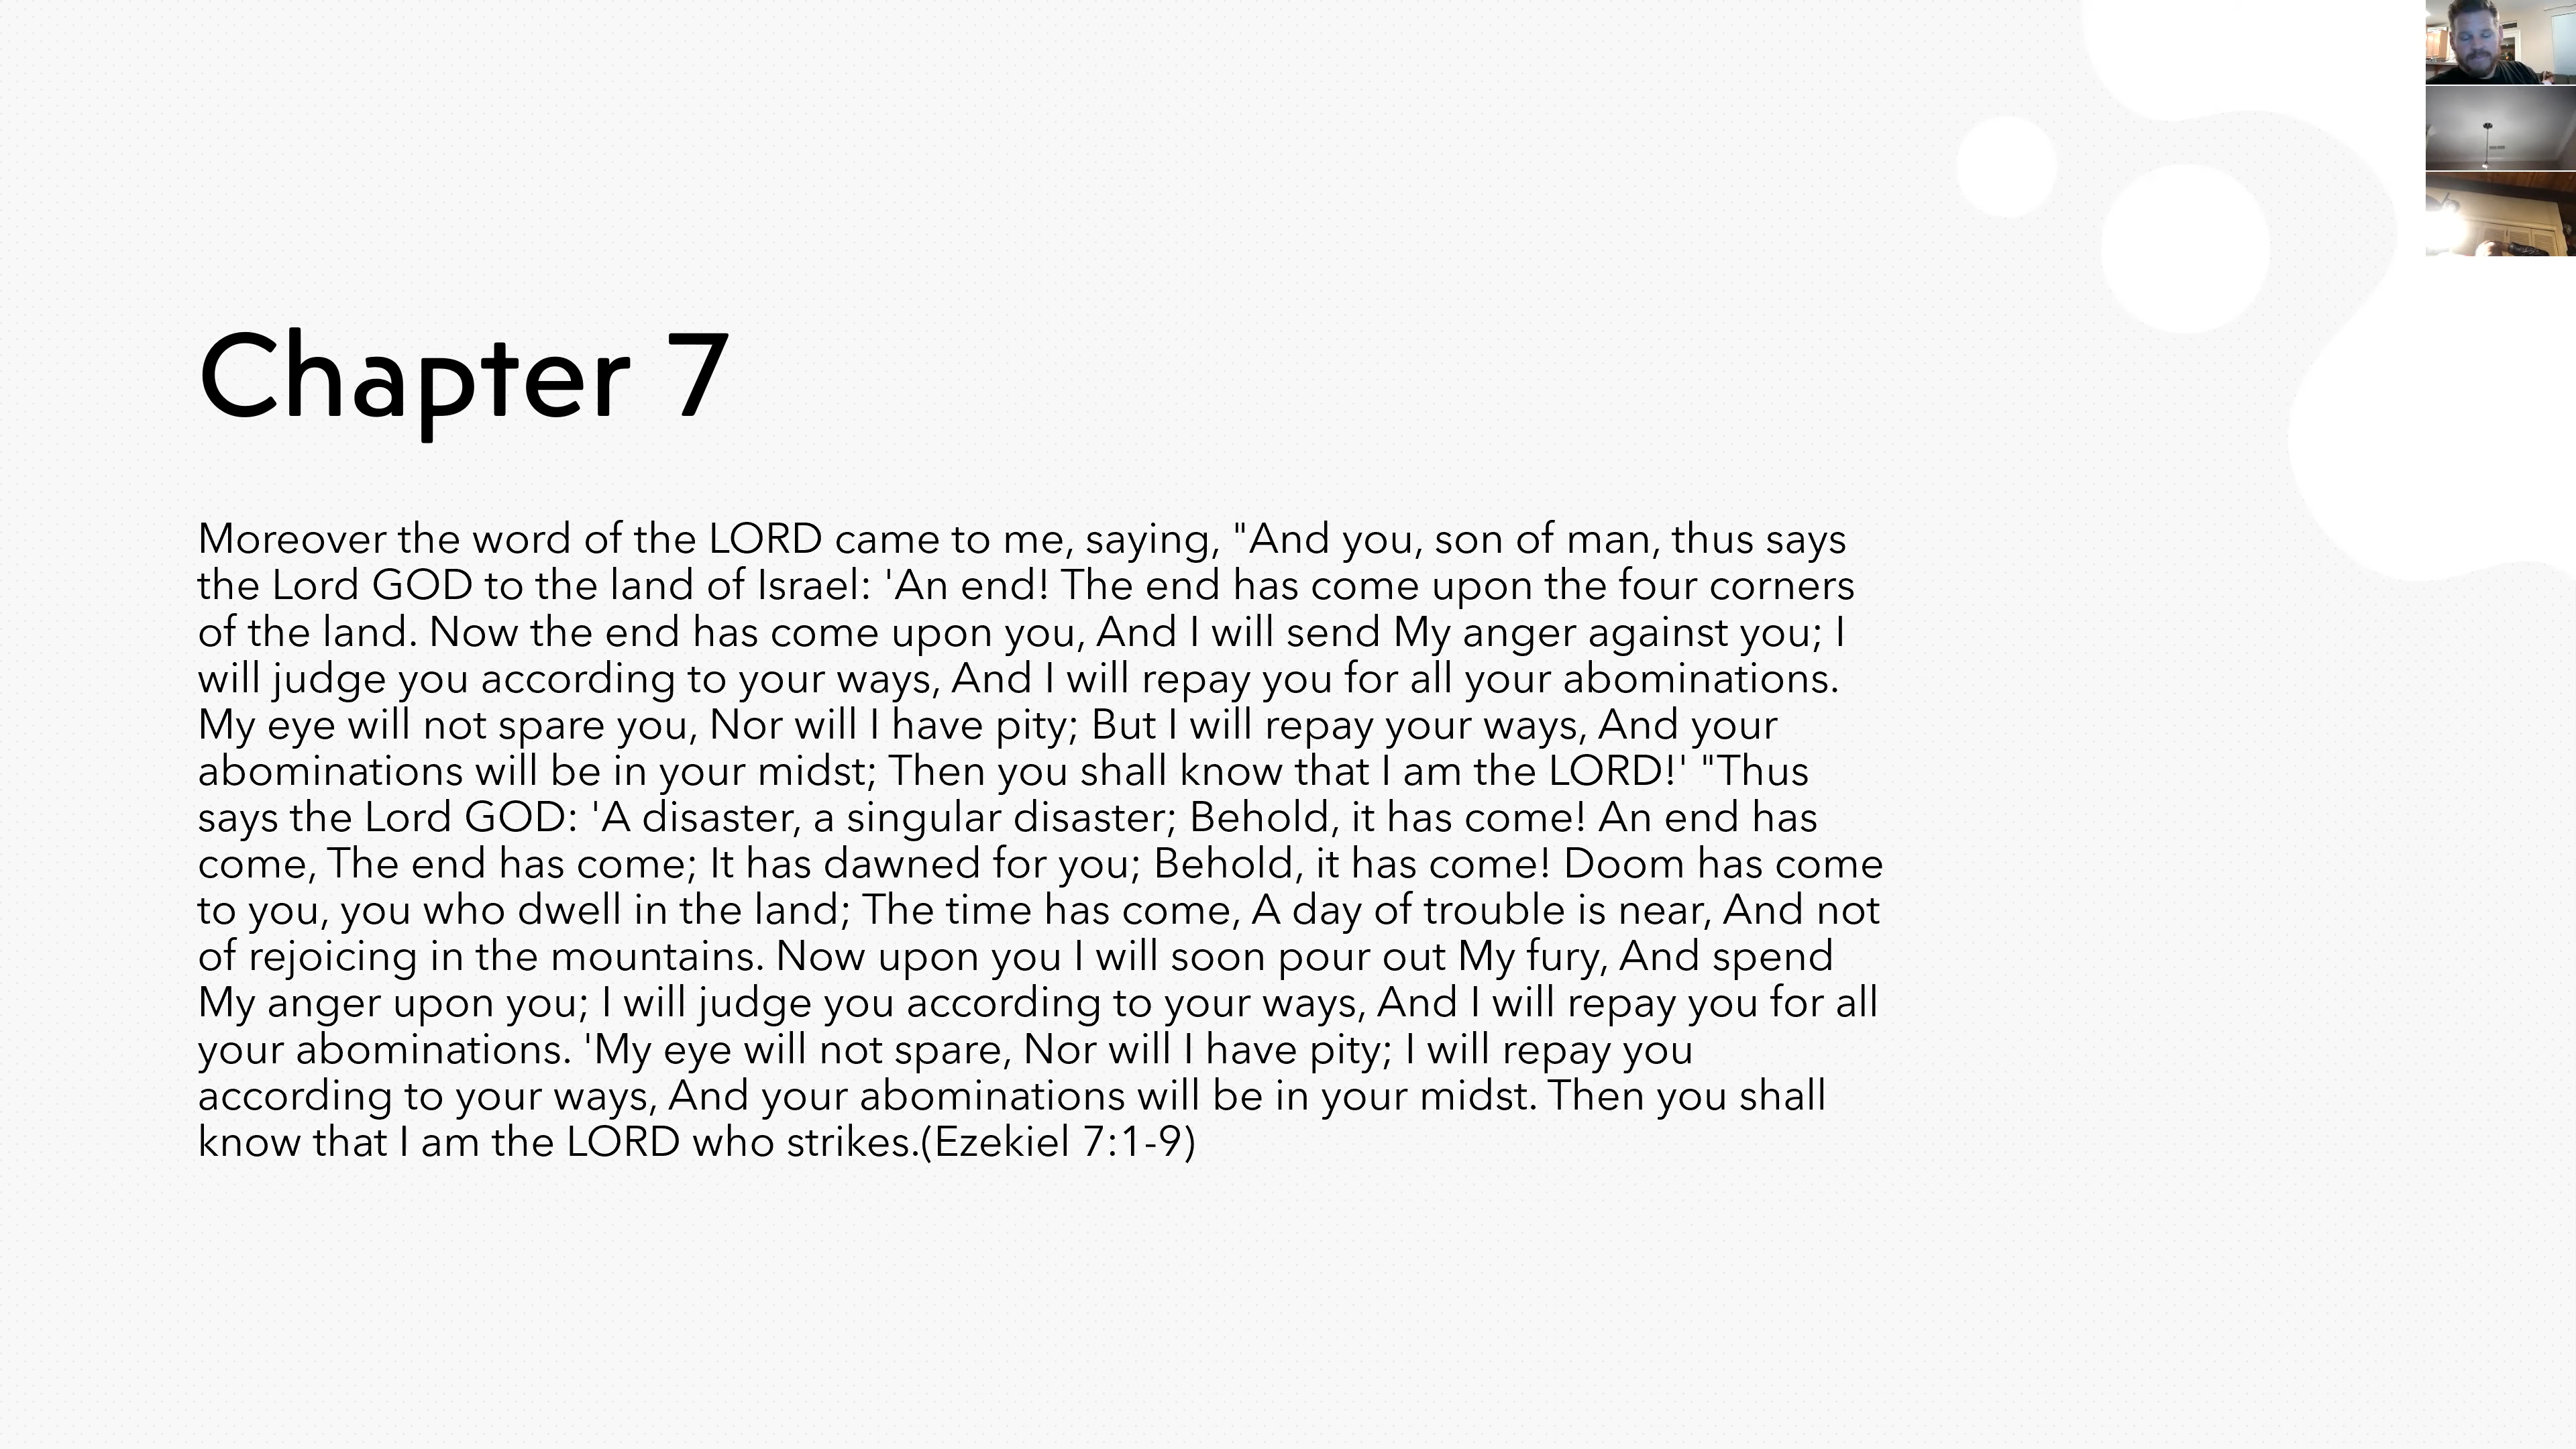 Chapter 7
Moreover the word of the LORD came to me, saying, "And you, son of man, thus says
the Lord GOD to the land of Israel: 'An end! The end has come upon the four corners
of the land. Now the end has come upon you, And I will send My anger against you; I
will judge you according to your ways, And I will repay you for all your abominations.
My eye will not spare you, Nor will I have pity; But I will repay your ways, And your
abominations will be in your midst; Then you shall know that I am the LORD!' "Thus
says the Lord GOD: 'A disaster, a singular disaster; Behold, it has come! An end has
come, The end has come; It has dawned for you; Behold, it has come! Doom has come
to you, you who dwell in the land; The time has come, A day of trouble is near, And not
of rejoicing in the mountains. Now upon you I will soon pour out My fury, And spend
My anger upon you; I will judge you according to your ways, And I will repay you for all
your abominations. 'My eye will not spare, Nor will I have pity; I will repay you
according to your ways, And your abominations will be in your midst. Then you shall
know that I am the LORD who strikes.(Ezekiel 7:1-9)